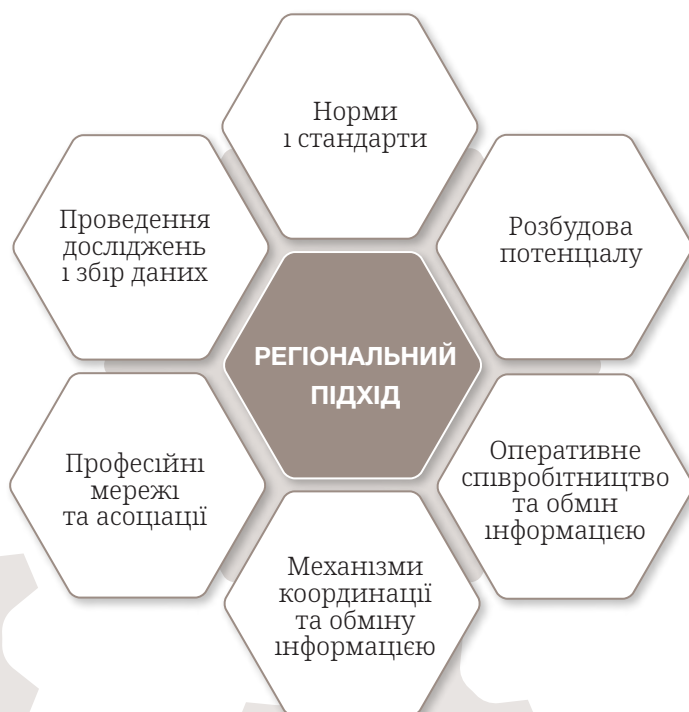 Норми
і стандарти
Проведення
досліджень
і збір даних
Розбудова
потенціалу
РЕГІОНАЛЬНИЙ
ПІДХІД
Професійні
мережі
та асоціації
Оперативне
співробітництво
та обмін
інформацією
Механізми
координації
та обміну
інформацією